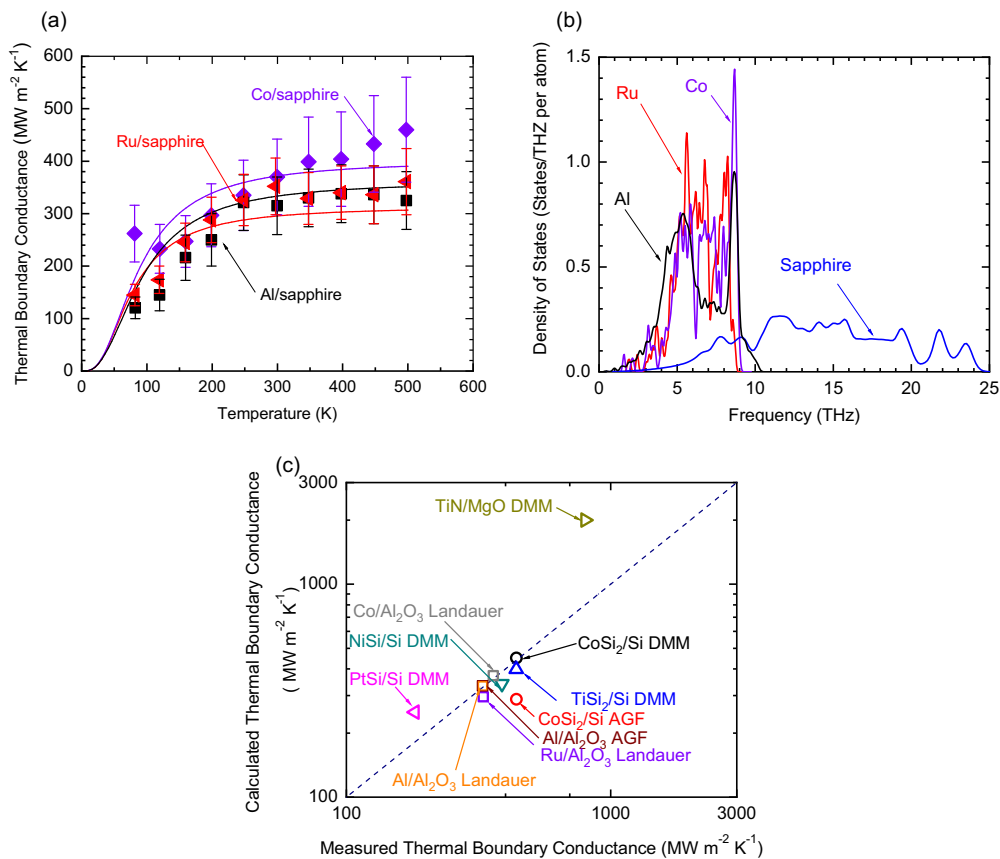 (a)
Thermal Boundary Conductance (MW m⁻² K⁻¹)
600
500
400
300
200
100
0
Co/sapphire
Ru/sapphire
Al/sapphire
0 100 200 300 400 500 600
Temperature (K)
(b)
Density of States (States/THZ per atom)
1.5
1.0
0.5
0.0
Ru
Co
Al
Sapphire
0 5 10 15 20 25
Frequency (THz)
(c)
Calculated Thermal Boundary Conductance
( MW m⁻² K⁻¹)
3000
1000
100
TiN/MgO DMM
Co/Al₂O₃ Landauer
NiSi/Si DMM
PtSi/Si DMM
CoSi₂/Si DMM
TiSi₂/Si DMM
CoSi₂/Si AGF
Al/Al₂O₃ AGF
Ru/Al₂O₃ Landauer
Al/Al₂O₃ Landauer
100 1000 3000
Measured Thermal Boundary Conductance (MW m⁻² K⁻¹)